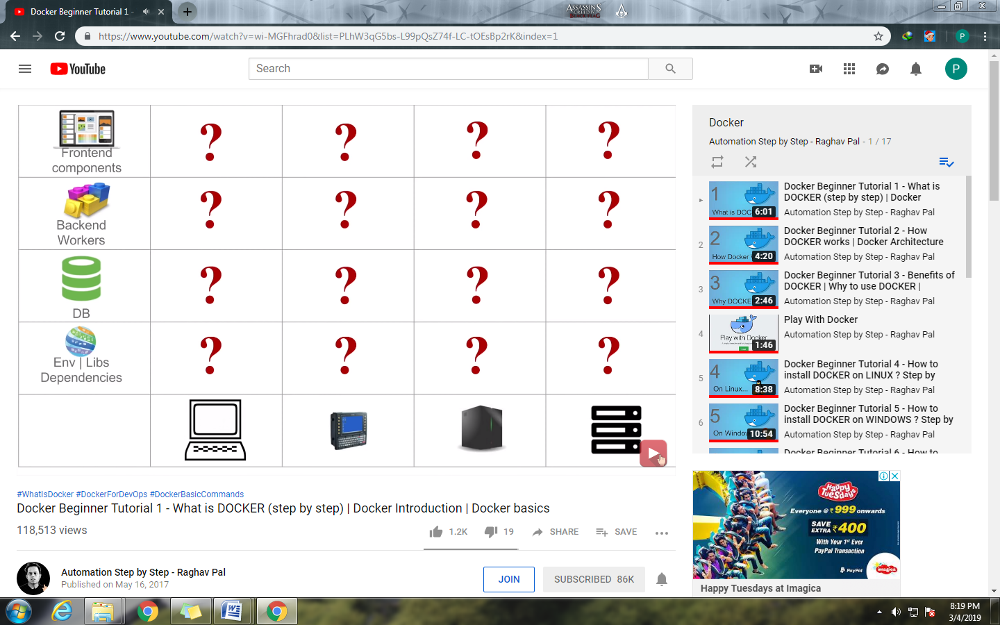 Docker Beginner Tutorial 1 -
ASSASSIN'S
CREED IV
BLACK FLAG
https://www.youtube.com/watch?v=wi-MGFhrad0&list=PLhW3qG5bs-L99pQsZ74f-LC-tOEsBp2rK&index=1
P
YouTube
Search
P
Frontend
components
? ? ? ?
Backend
Workers
? ? ? ?
DB
? ? ? ?
Env | Libs
Dependencies
? ? ? ?
#WhatIsDocker #DockerForDevOps #DockerBasicCommands
Docker Beginner Tutorial 1 - What is DOCKER (step by step) | Docker Introduction | Docker basics
118,513 views
1.2K 19 SHARE SAVE
Automation Step by Step - Raghav Pal
Published on May 16, 2017
JOIN SUBSCRIBED 86K
Docker
Automation Step by Step - Raghav Pal - 1 / 17
1
What is DOC
6:01
Docker Beginner Tutorial 1 - What is
DOCKER (step by step) | Docker
Automation Step by Step - Raghav Pal
2
2
How Docker
4:20
Docker Beginner Tutorial 2 - How
DOCKER works | Docker Architecture
Automation Step by Step - Raghav Pal
3
3
Why DOCKE
2:46
Docker Beginner Tutorial 3 - Benefits of
DOCKER | Why to use DOCKER |
Automation Step by Step - Raghav Pal
4
Play with Docker
1:46
Play With Docker
Automation Step by Step - Raghav Pal
5
4
On Linux...
8:38
Docker Beginner Tutorial 4 - How to
install DOCKER on LINUX ? Step by
Automation Step by Step - Raghav Pal
6
5
On Windo
10:54
Docker Beginner Tutorial 5 - How to
install DOCKER on WINDOWS ? Step by
Automation Step by Step - Raghav Pal
Docker Beginner Tutorial 6 - How to
Happy
TUESDAYS
Everyone @ ₹ 999 onwards
SAVE
EXTRA ₹400
With Your 1st Ever
PayPal Transaction
PayPal
imagica
Happy Tuesdays at Imagica
8:19 PM
3/4/2019